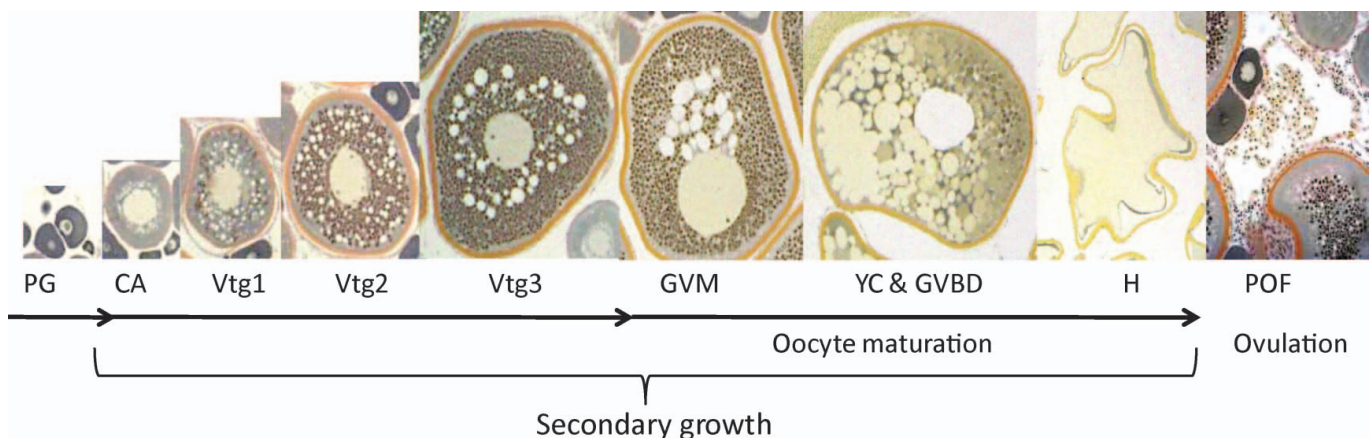 PG CA Vtg1 Vtg2 Vtg3 GVM YC & GVBD H POF
Oocyte maturation Ovulation
Secondary growth